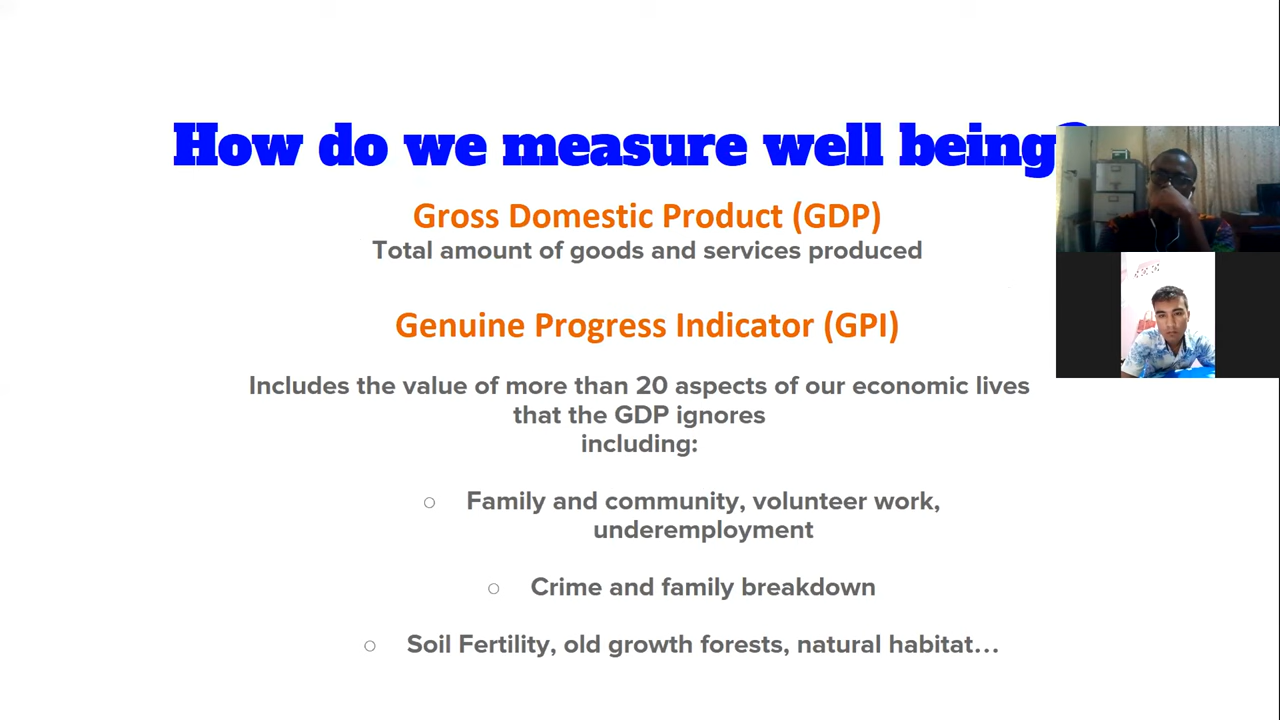 How do we measure well being?
Gross Domestic Product (GDP)
Total amount of goods and services produced
Genuine Progress Indicator (GPI)
Includes the value of more than 20 aspects of our economic lives
that the GDP ignores
including:
○ Family and community, volunteer work,
underemployment
○ Crime and family breakdown
○ Soil Fertility, old growth forests, natural habitat…